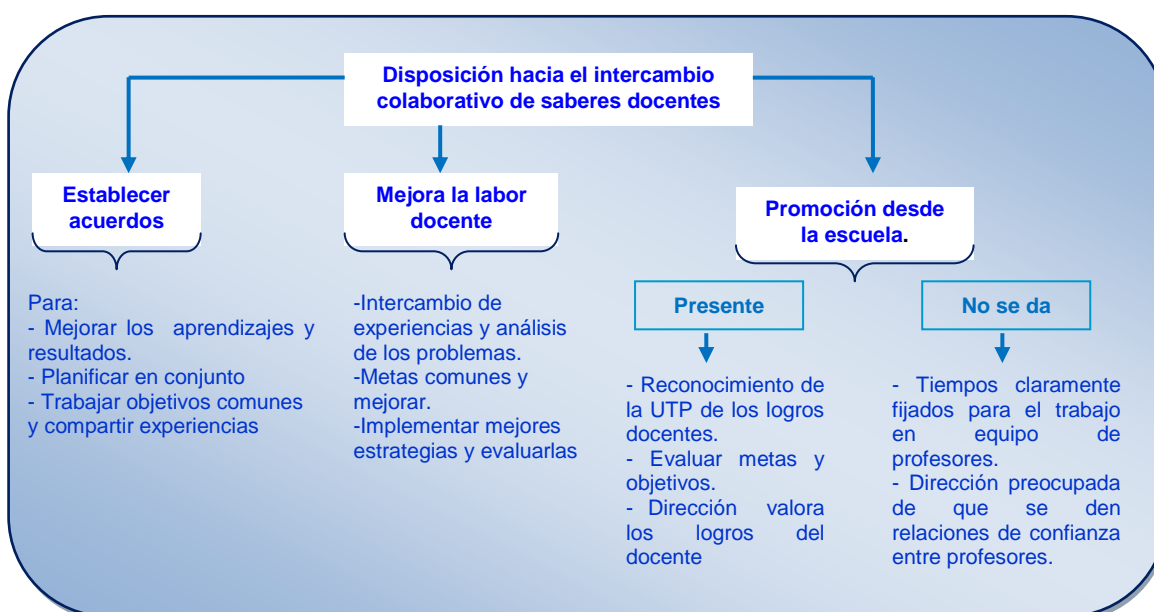 Disposición hacia el intercambio
colaborativo de saberes docentes
Establecer
acuerdos
Para:
- Mejorar los aprendizajes y
resultados.
- Planificar en conjunto
- Trabajar objetivos comunes
y compartir experiencias
Mejora la labor
docente
-Intercambio de
experiencias y análisis
de los problemas.
-Metas comunes y
mejorar.
-Implementar mejores
estrategias y evaluarlas
Promoción desde
la escuela.
Presente
- Reconocimiento de
la UTP de los logros
docentes.
- Evaluar metas y
objetivos.
- Dirección valora
los logros del
docente
No se da
- Tiempos claramente
fijados para el trabajo
en equipo de
profesores.
- Dirección preocupada
de que se den
relaciones de confianza
entre profesores.